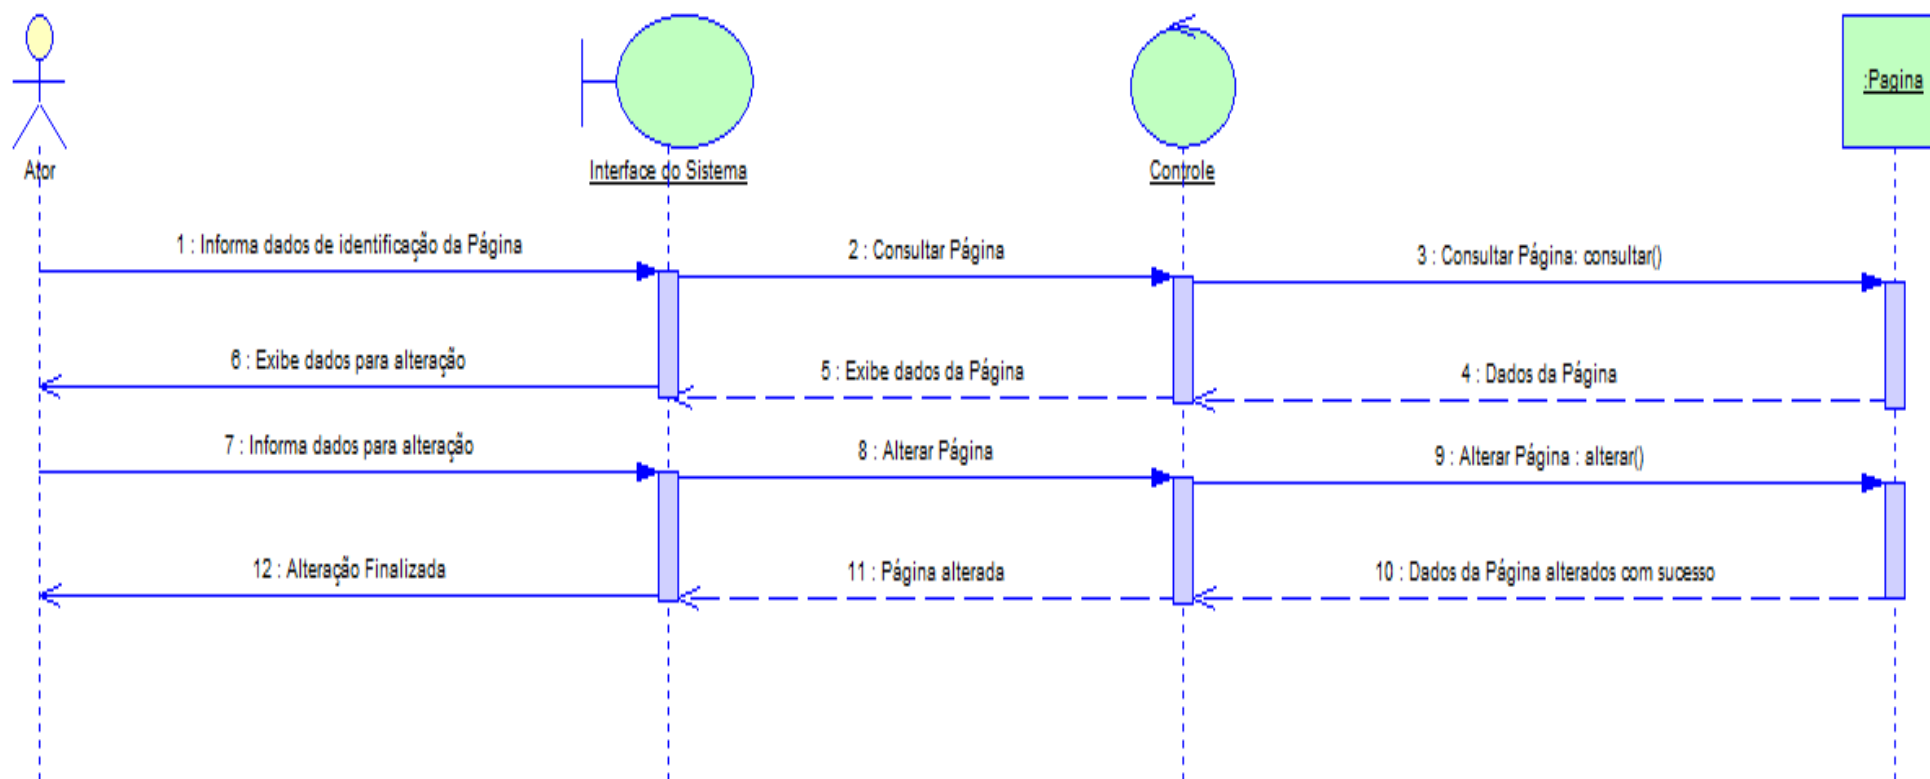 :Pagina
Ator
Interface do Sistema
Controle
1 : Informa dados de identificação da Página
2 : Consultar Página
3 : Consultar Página: consultar()
6 : Exibe dados para alteração
5 : Exibe dados da Página
4 : Dados da Página
7 : Informa dados para alteração
8 : Alterar Página
9 : Alterar Página : alterar()
12 : Alteração Finalizada
11 : Página alterada
10 : Dados da Página alterados com sucesso